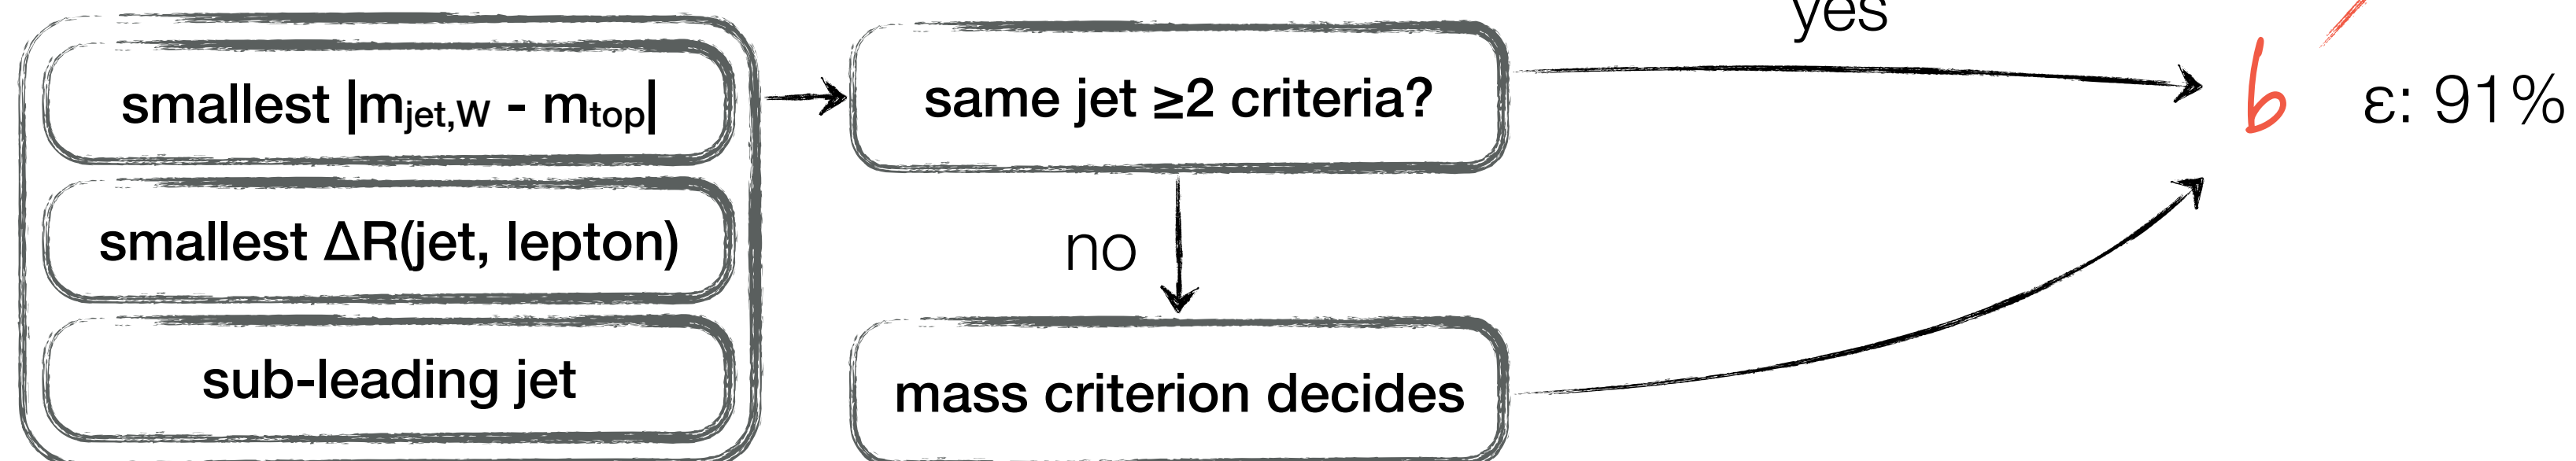 smallest |mjet,W - mtop|
smallest ΔR(jet, lepton)
sub-leading jet
same jet ≥2 criteria?
yes
no
mass criterion decides
b
ε: 91%